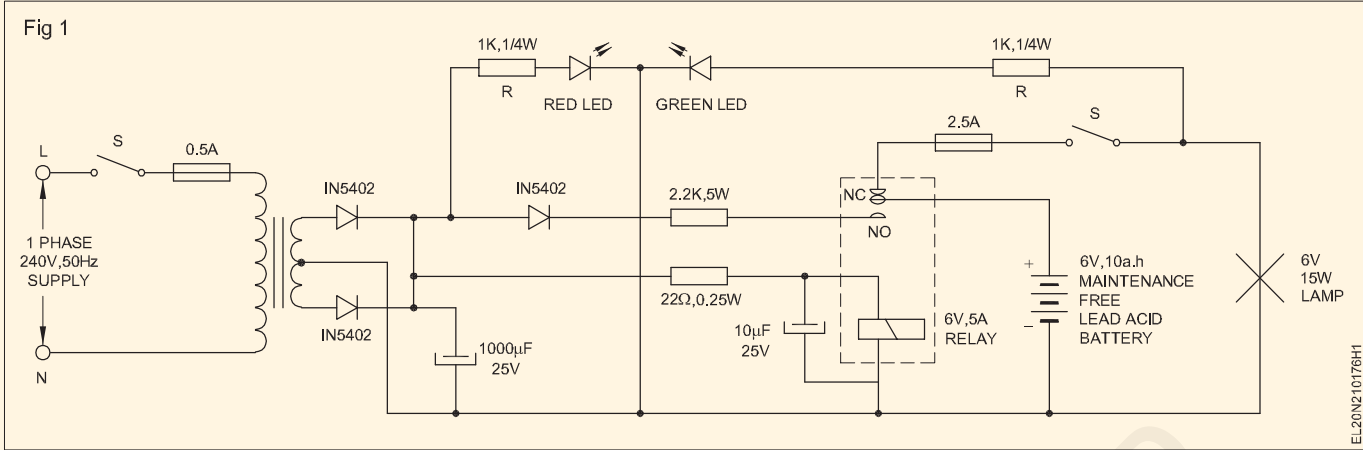 Fig 1
1K,1/4W
R
RED LED
GREEN LED
1K,1/4W
R
L
S
0.5A
1 PHASE
240V,50Hz
SUPPLY
N
IN5402
IN5402
IN5402
2.2K,5W
22Ω,0.25W
1000µF
25V
10µF
25V
2.5A
S
NC
NO
6V,5A
RELAY
+
–
6V,10a.h
MAINTENANCE
FREE
LEAD ACID
BATTERY
6V
15W
LAMP
EL20N210176H1